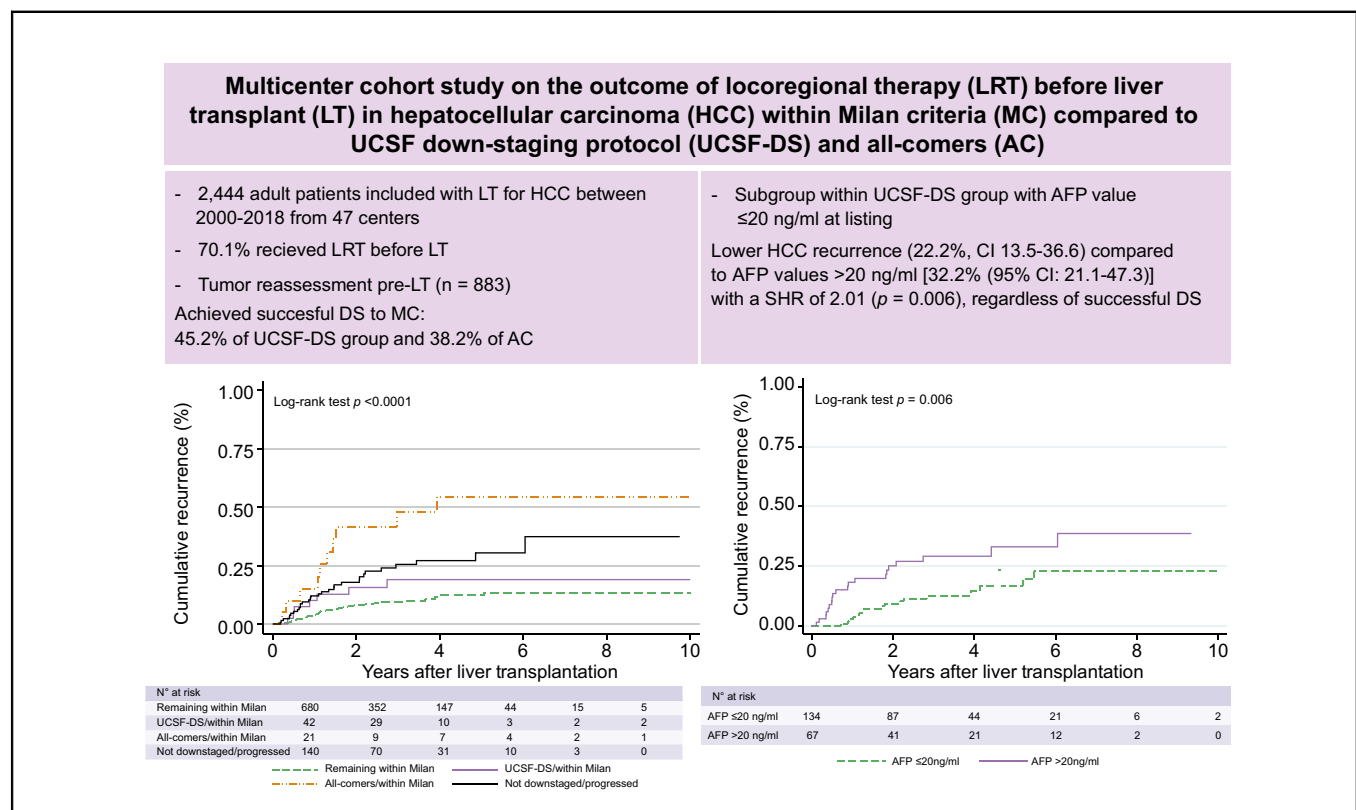 Multicenter cohort study on the outcome of locoregional therapy (LRT) before liver
transplant (LT) in hepatocellular carcinoma (HCC) within Milan criteria (MC) compared to
UCSF down-staging protocol (UCSF-DS) and all-comers (AC)
- 2,444 adult patients included with LT for HCC between
2000-2018 from 47 centers
- 70.1% recieved LRT before LT
- Tumor reassessment pre-LT (n = 883)
Achieved succesful DS to MC:
45.2% of UCSF-DS group and 38.2% of AC
- Subgroup within UCSF-DS group with AFP value
≤20 ng/ml at listing
Lower HCC recurrence (22.2%, CI 13.5-36.6) compared
to AFP values >20 ng/ml [32.2% (95% CI: 21.1-47.3)]
with a SHR of 2.01 (p = 0.006), regardless of successful DS
Cumulative recurrence (%)
1.00
0.75
0.50
0.25
0.00
Log-rank test p <0.0001
0 2 4 6 8 10
Years after liver transplantation
N° at risk
Remaining within Milan 680 352 147 44 15 5
UCSF-DS/within Milan 42 29 10 3 2 2
All-comers/within Milan 21 9 7 4 2 1
Not downstaged/progressed 140 70 31 10 3 0
Remaining within Milan UCSF-DS/within Milan
All-comers/within Milan Not downstaged/progressed
Cumulative recurrence (%)
1.00
0.75
0.50
0.25
0.00
Log-rank test p = 0.006
0 2 4 6 8 10
Years after liver transplantation
N° at risk
AFP ≤20 ng/ml 134 87 44 21 6 2
AFP >20 ng/ml 67 41 21 12 2 0
AFP ≤20ng/ml AFP >20ng/ml